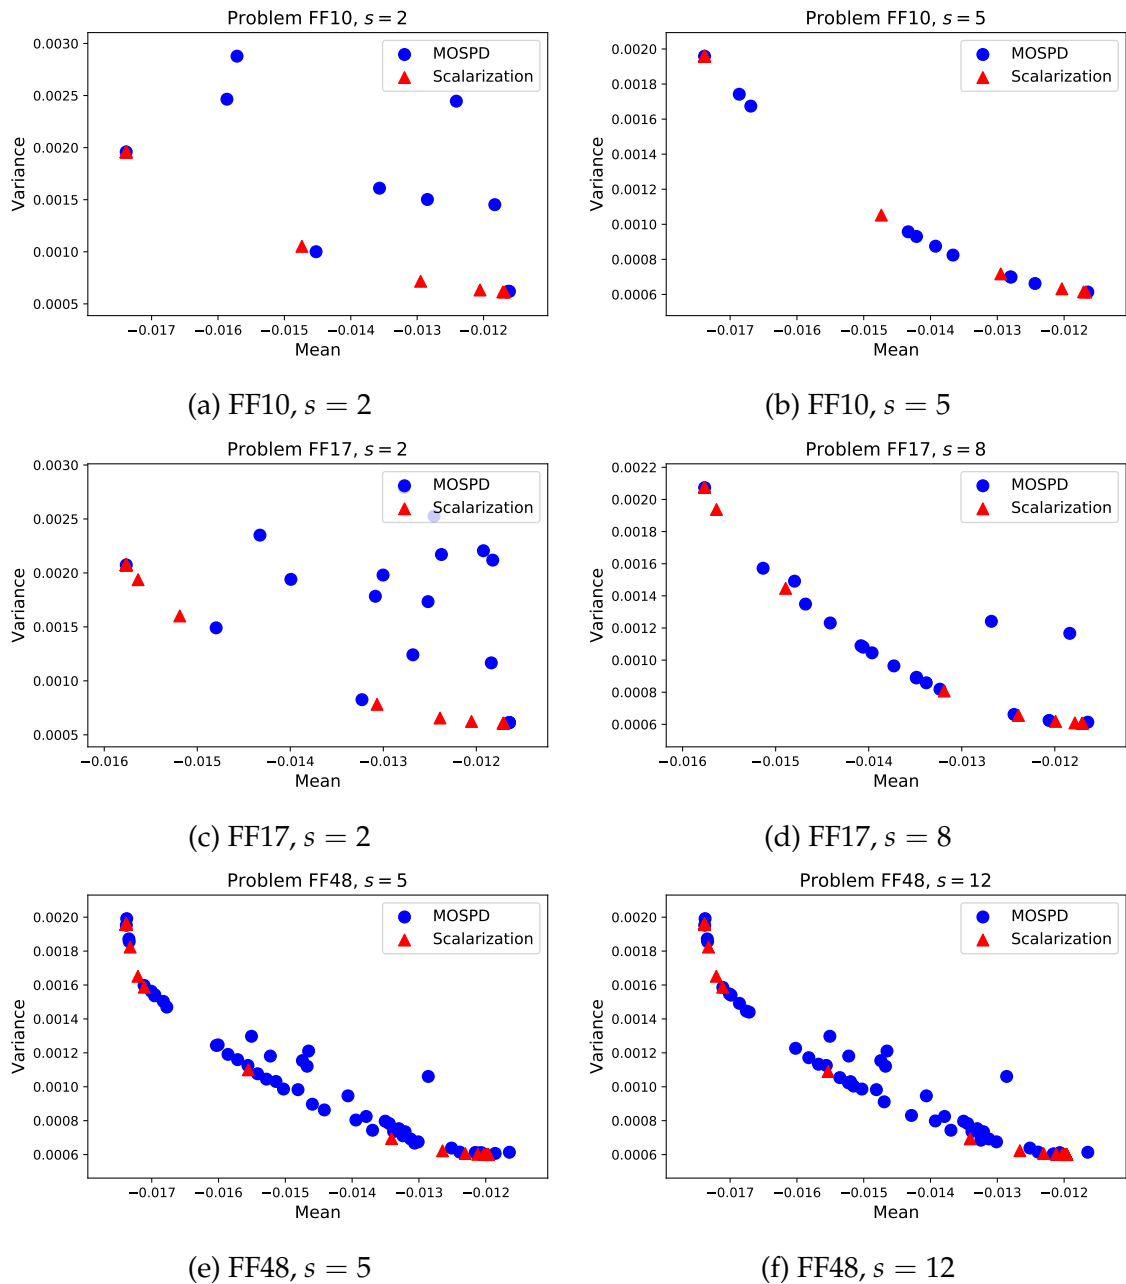 Problem FF10, s = 2
0.0030
0.0025
0.0020
0.0015
0.0010
0.0005
Variance
MOSPD
Scalarization
−0.017 −0.016 −0.015 −0.014 −0.013 −0.012
Mean
(a) FF10, s = 2
Problem FF10, s = 5
0.0020
0.0018
0.0016
0.0014
0.0012
0.0010
0.0008
0.0006
Variance
MOSPD
Scalarization
−0.017 −0.016 −0.015 −0.014 −0.013 −0.012
Mean
(b) FF10, s = 5
Problem FF17, s = 2
0.0030
0.0025
0.0020
0.0015
0.0010
0.0005
Variance
MOSPD
Scalarization
−0.016 −0.015 −0.014 −0.013 −0.012
Mean
(c) FF17, s = 2
Problem FF17, s = 8
0.0022
0.0020
0.0018
0.0016
0.0014
0.0012
0.0010
0.0008
0.0006
Variance
MOSPD
Scalarization
−0.016 −0.015 −0.014 −0.013 −0.012
Mean
(d) FF17, s = 8
Problem FF48, s = 5
0.0020
0.0018
0.0016
0.0014
0.0012
0.0010
0.0008
0.0006
Variance
MOSPD
Scalarization
−0.017 −0.016 −0.015 −0.014 −0.013 −0.012
Mean
(e) FF48, s = 5
Problem FF48, s = 12
0.0020
0.0018
0.0016
0.0014
0.0012
0.0010
0.0008
0.0006
Variance
MOSPD
Scalarization
−0.017 −0.016 −0.015 −0.014 −0.013 −0.012
Mean
(f) FF48, s = 12